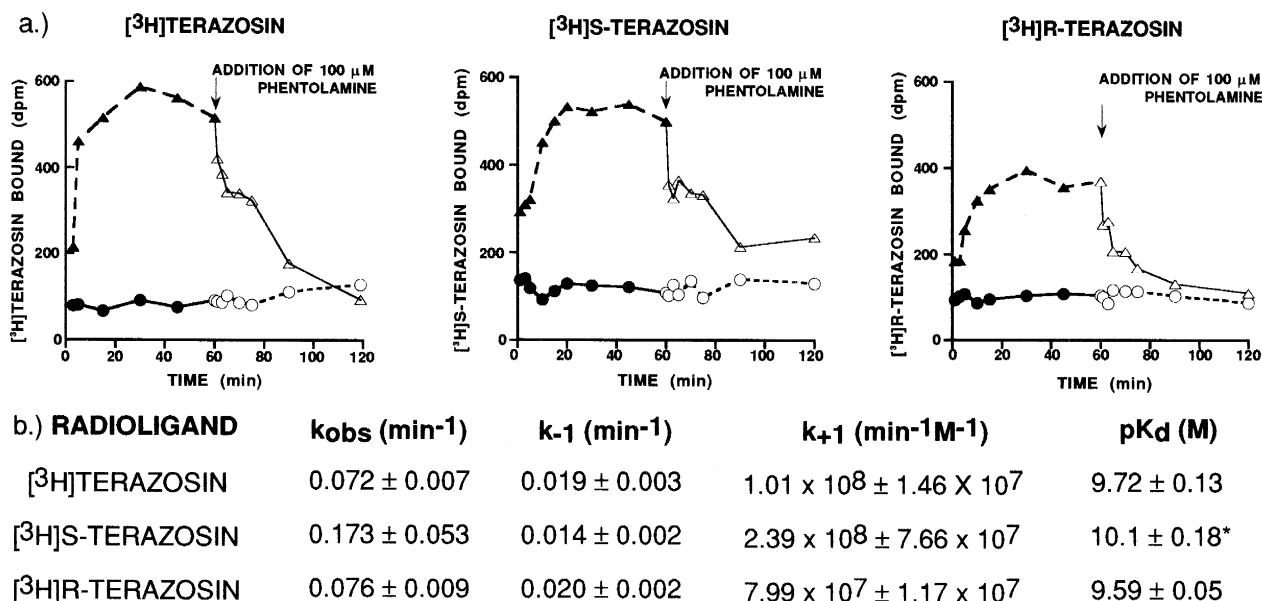 a.)
[3H]TERAZOSIN
[3H]S-TERAZOSIN
[3H]R-TERAZOSIN
[3H]TERAZOSIN BOUND (dpm)
600
400
200
0
ADDITION OF 100 µM
PHENTOLAMINE
0 20 40 60 80 100 120
TIME (min)
[3H]S-TERAZOSIN BOUND (dpm)
600
400
200
0
ADDITION OF 100 µM
PHENTOLAMINE
0 20 40 60 80 100 120
TIME (min)
[3H]R-TERAZOSIN BOUND (dpm)
600
400
200
0
ADDITION OF 100 µM
PHENTOLAMINE
0 20 40 60 80 100 120
TIME (min)
b.) RADIOLIGAND kobs (min-1) k-1 (min-1) k+1 (min-1M-1) pKd (M)
[3H]TERAZOSIN 0.072 ± 0.007 0.019 ± 0.003 1.01 x 108 ± 1.46 X 107 9.72 ± 0.13
[3H]S-TERAZOSIN 0.173 ± 0.053 0.014 ± 0.002 2.39 x 108 ± 7.66 x 107 10.1 ± 0.18*
[3H]R-TERAZOSIN 0.076 ± 0.009 0.020 ± 0.002 7.99 x 107 ± 1.17 x 107 9.59 ± 0.05